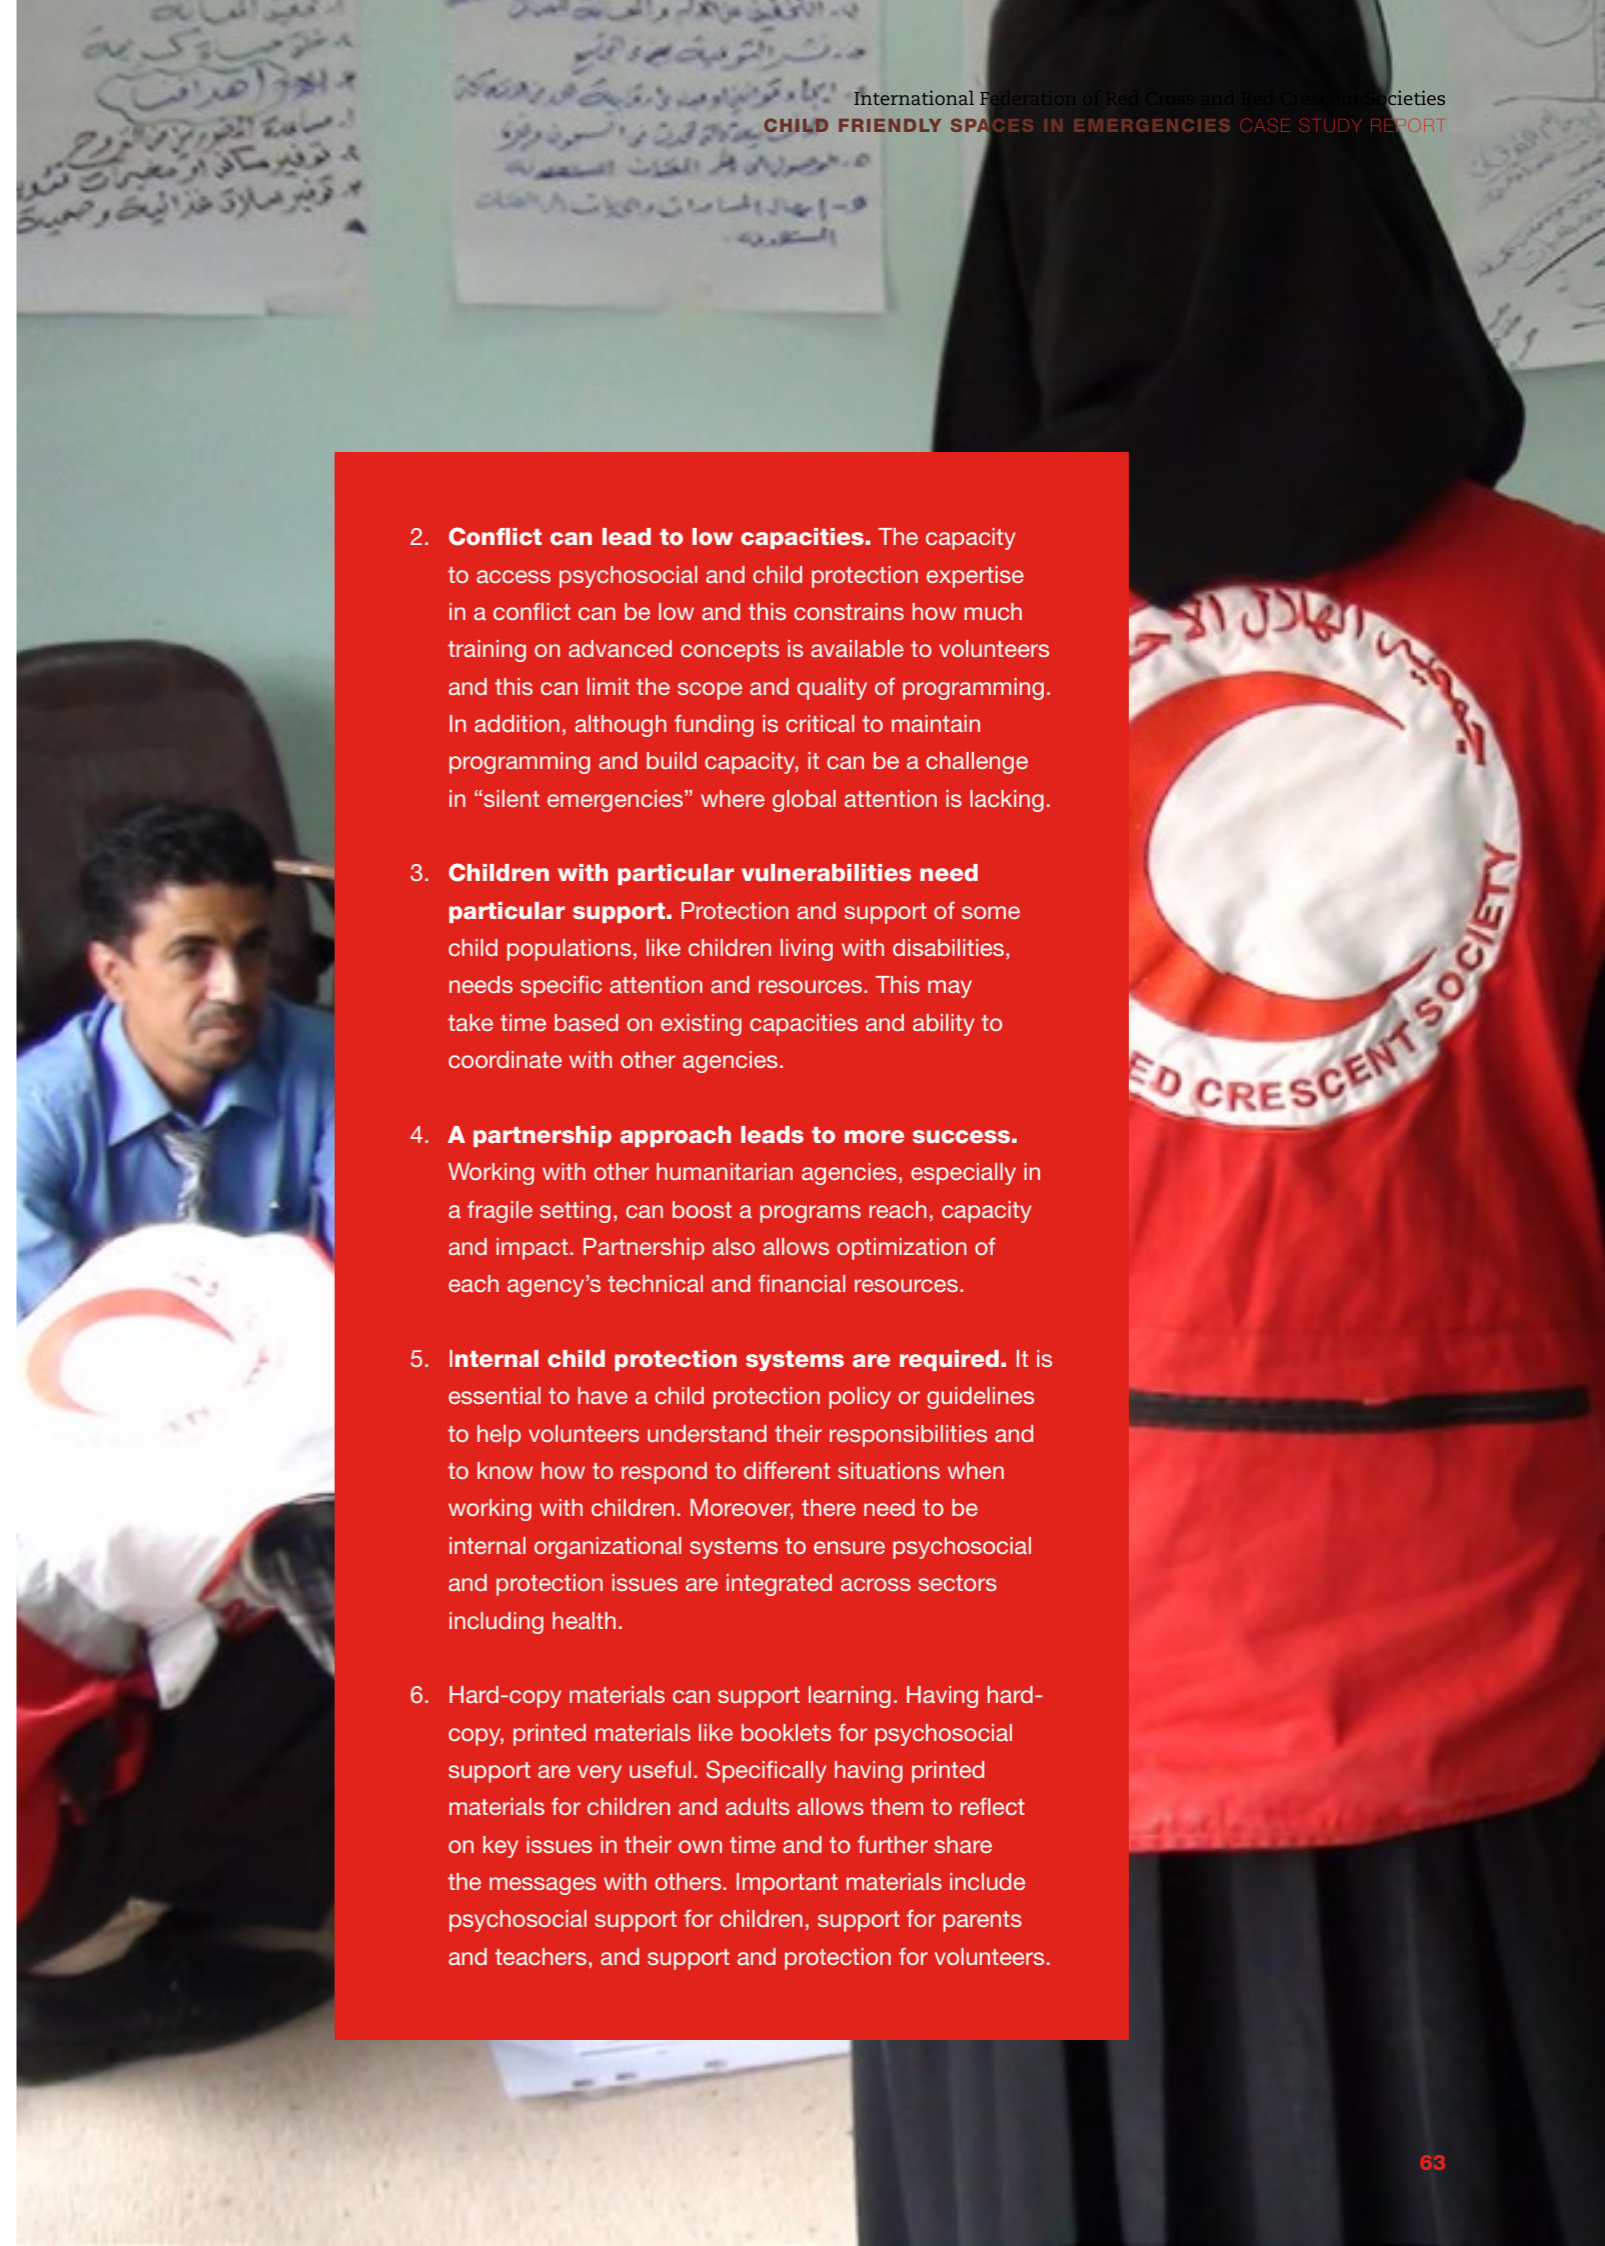 International Federation of Red Cross and Red Crescent Societies
CHILD FRIENDLY SPACES IN EMERGENCIES CASE STUDY REPORT
2. Conflict can lead to low capacities. The capacity
to access psychosocial and child protection expertise
in a conflict can be low and this constrains how much
training on advanced concepts is available to volunteers
and this can limit the scope and quality of programming.
In addition, although funding is critical to maintain
programming and build capacity, it can be a challenge
in “silent emergencies” where global attention is lacking.
3. Children with particular vulnerabilities need
particular support. Protection and support of some
child populations, like children living with disabilities,
needs specific attention and resources. This may
take time based on existing capacities and ability to
coordinate with other agencies.
4. A partnership approach leads to more success.
Working with other humanitarian agencies, especially in
a fragile setting, can boost a programs reach, capacity
and impact. Partnership also allows optimization of
each agency’s technical and financial resources.
5. Internal child protection systems are required. It is
essential to have a child protection policy or guidelines
to help volunteers understand their responsibilities and
to know how to respond to different situations when
working with children. Moreover, there need to be
internal organizational systems to ensure psychosocial
and protection issues are integrated across sectors
including health.
6. Hard-copy materials can support learning. Having hard-
copy, printed materials like booklets for psychosocial
support are very useful. Specifically having printed
materials for children and adults allows them to reflect
on key issues in their own time and to further share
the messages with others. Important materials include
psychosocial support for children, support for parents
and teachers, and support and protection for volunteers.
الهلال
ED CRESCENT SOCIETY
63